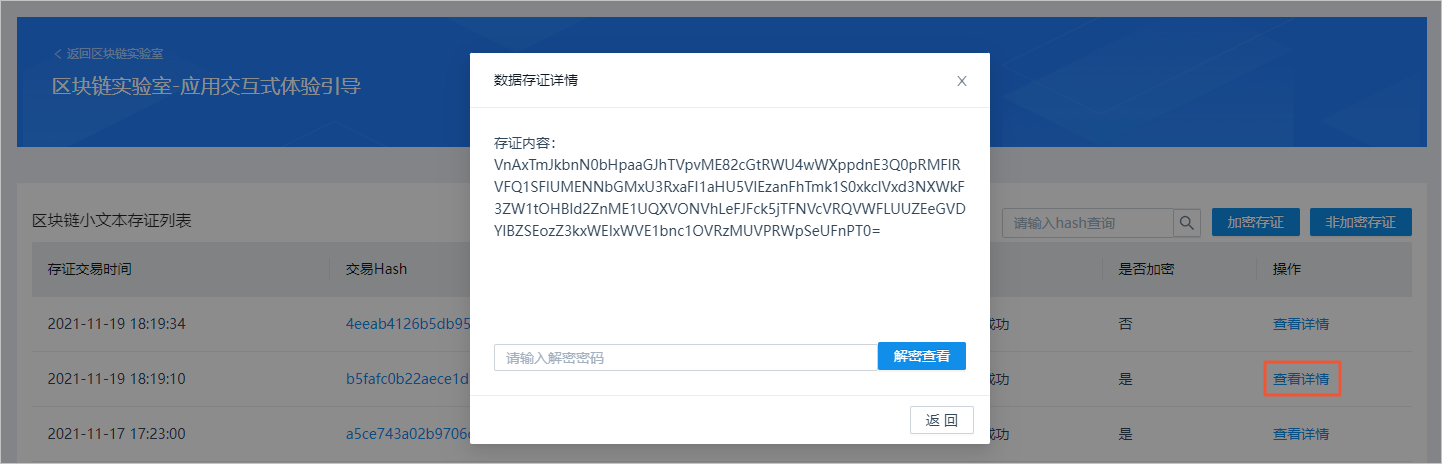 返回区块链实验室
区块链实验室-应用交互式体验引导
数据存证详情
存证内容：
VnAxTmJkbnN0bHpaaGJhTVpvME82cGtRWU4wWXppdnE3Q0pRMFlR
VFQ1SFlUMENNbGMxU3RxaFI1aHU5VlEzanFhTmk1S0xkclVxd3NXWkF
3ZW1tOHBld2ZnME1UQXVONVhLeFJFck5jTFNVcVRQVWFLUUZEeGVD
YlBZSEozZ3kxWElxWVE1bnc1OVRzMUVPRWpSeUFnPT0=
请输入解密密码
解密查看
返 回
区块链小文本存证列表
请输入hash查询
加密存证
非加密存证
存证交易时间 交易Hash 是否加密 操作
2021-11-19 18:19:34 4eeab4126b5db95 成功 否 查看详情
2021-11-19 18:19:10 b5fafc0b22aece1d 成功 是 查看详情
2021-11-17 17:23:00 a5ce743a02b9706 成功 是 查看详情